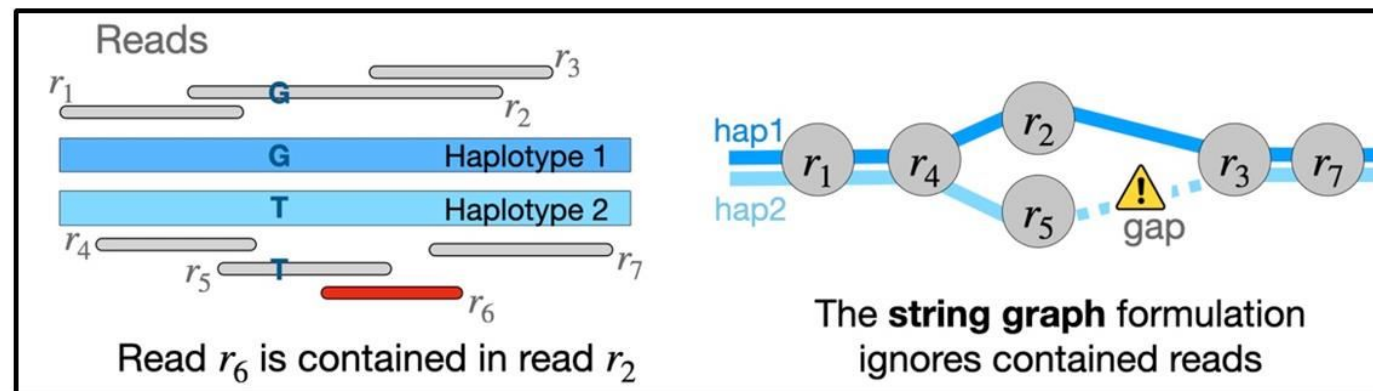 Reads
r3
r1
G
r2
G Haplotype 1
T Haplotype 2
r4
r7
r5 T
r6
Read r6 is contained in read r2
hap1
hap2
r1
r4
r2
r5
gap
r3
r7
The string graph formulation
ignores contained reads